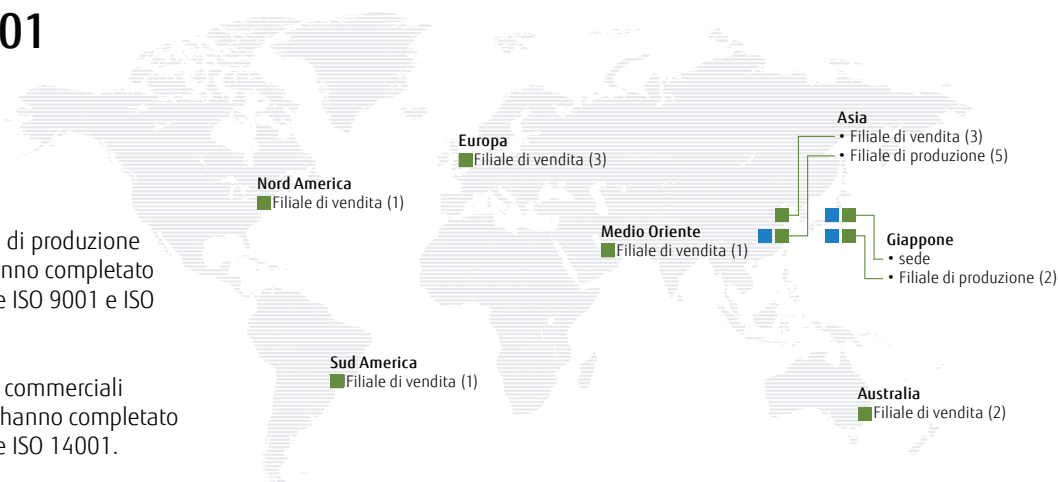 01
di produzione
nno completato
e ISO 9001 e ISO
commerciali
hanno completato
e ISO 14001.
Nord America
Filiale di vendita (1)
Europa
Filiale di vendita (3)
Sud America
Filiale di vendita (1)
Medio Oriente
Filiale di vendita (1)
Asia
• Filiale di vendita (3)
• Filiale di produzione (5)
Giappone
• sede
• Filiale di produzione (2)
Australia
Filiale di vendita (2)